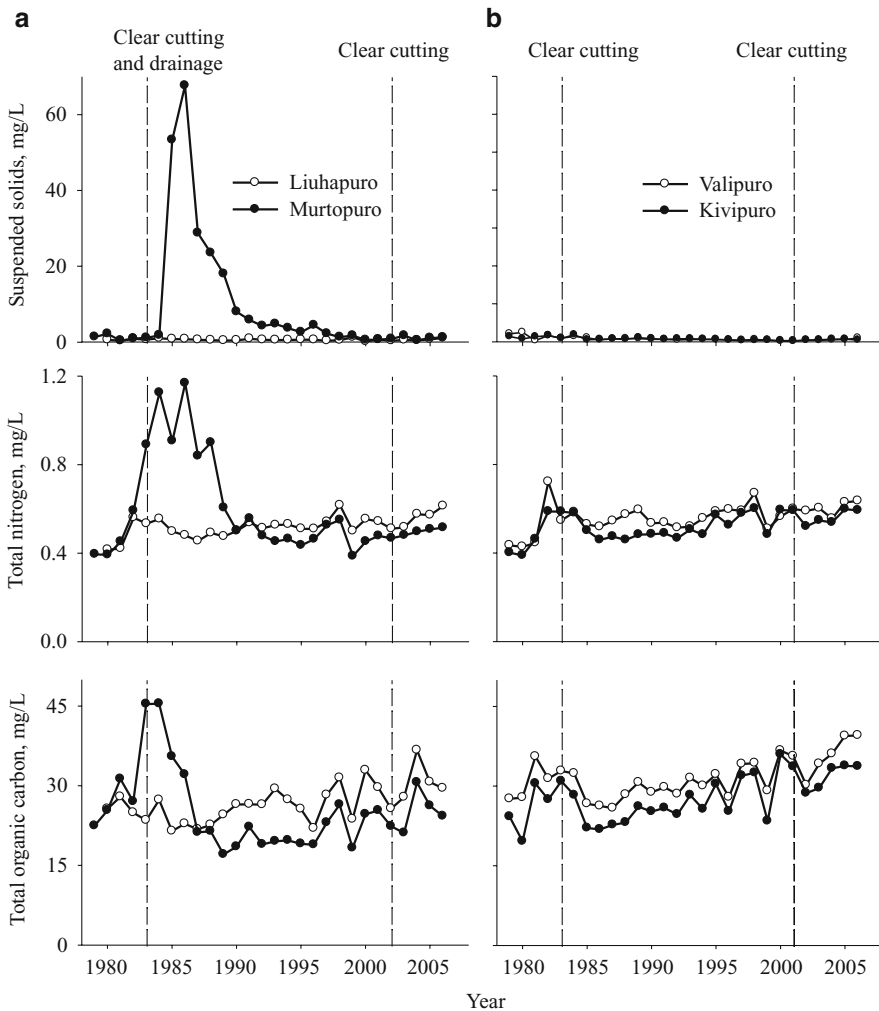 a
b
Clear cutting
and drainage
Clear cutting
Clear cutting
Clear cutting
Suspended solids, mg/L
60
40
20
0
Liuhapuro
Murtopuro
Valipuro
Kivipuro
Total nitrogen, mg/L
1.2
0.8
0.4
0.0
Total organic carbon, mg/L
45
30
15
0
1980 1985 1990 1995 2000 2005
1980 1985 1990 1995 2000 2005
Year